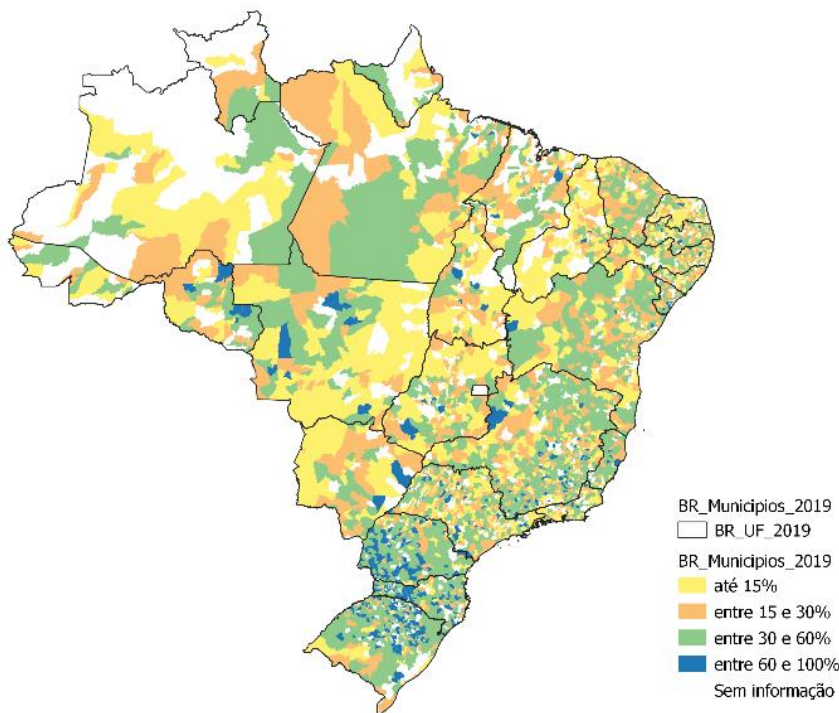 BR_Municipios_2019
BR_UF_2019
BR_Municipios_2019
até 15%
entre 15 e 30%
entre 30 e 60%
entre 60 e 100%
Sem informação